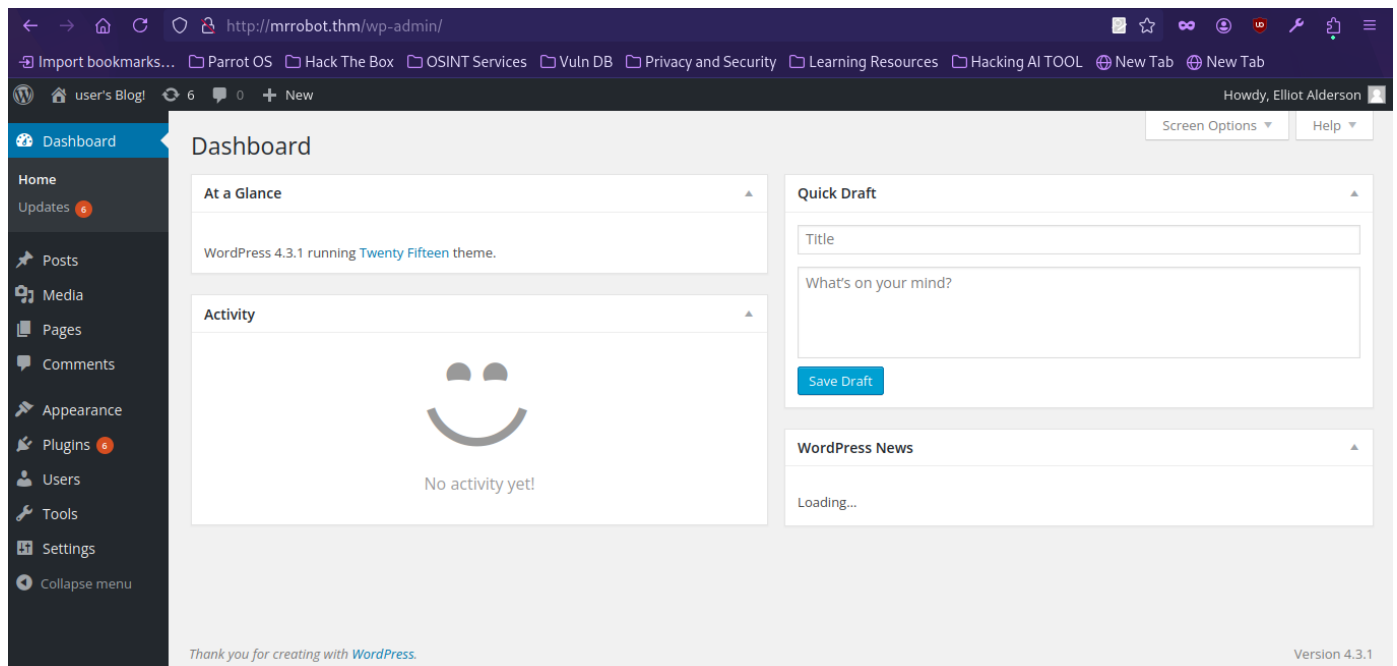 http://mrrobot.thm/wp-admin/
Import bookmarks... Parrot OS Hack The Box OSINT Services Vuln DB Privacy and Security Learning Resources Hacking AI TOOL New Tab New Tab
user's Blog! 6 0 + New Howdy, Elliot Alderson
Screen Options Help
Dashboard
Home
Updates 6
Posts
Media
Pages
Comments
Appearance
Plugins 6
Users
Tools
Settings
Collapse menu
Dashboard
At a Glance
WordPress 4.3.1 running Twenty Fifteen theme.
Activity
No activity yet!
Quick Draft
Title
What's on your mind?
Save Draft
WordPress News
Loading...
Thank you for creating with WordPress.
Version 4.3.1